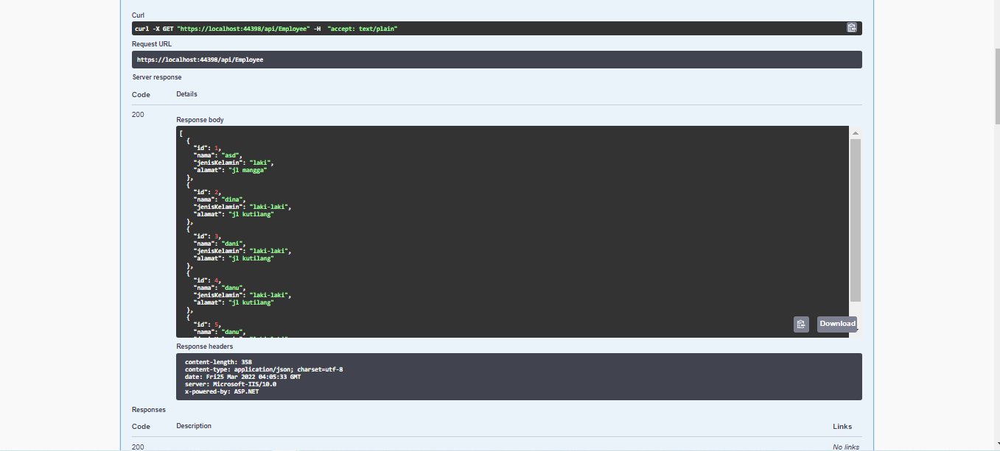 Curl
curl -X GET "https://localhost:44398/api/Employee" -H  "accept: text/plain"
Request URL
https://localhost:44398/api/Employee
Server response
Code Details
200
Response body
[
{
"id": 1,
"nama": "asd",
"jenisKelamin": "laki",
"alamat": "jl mangga"
},
{
"id": 2,
"nama": "dina",
"jenisKelamin": "laki-laki",
"alamat": "jl kutilang"
},
{
"id": 3,
"nama": "dani",
"jenisKelamin": "laki-laki",
"alamat": "jl kutilang"
},
{
"id": 4,
"nama": "danu",
"jenisKelamin": "laki-laki",
"alamat": "jl kutilang"
},
{
"id": 5,
"nama": "danu",
Download
Response headers
content-length: 358
content-type: application/json; charset=utf-8
date: Fri25 Mar 2022 04:05:33 GMT
server: Microsoft-IIS/10.0
x-powered-by: ASP.NET
Responses
Code Description Links
200 No links